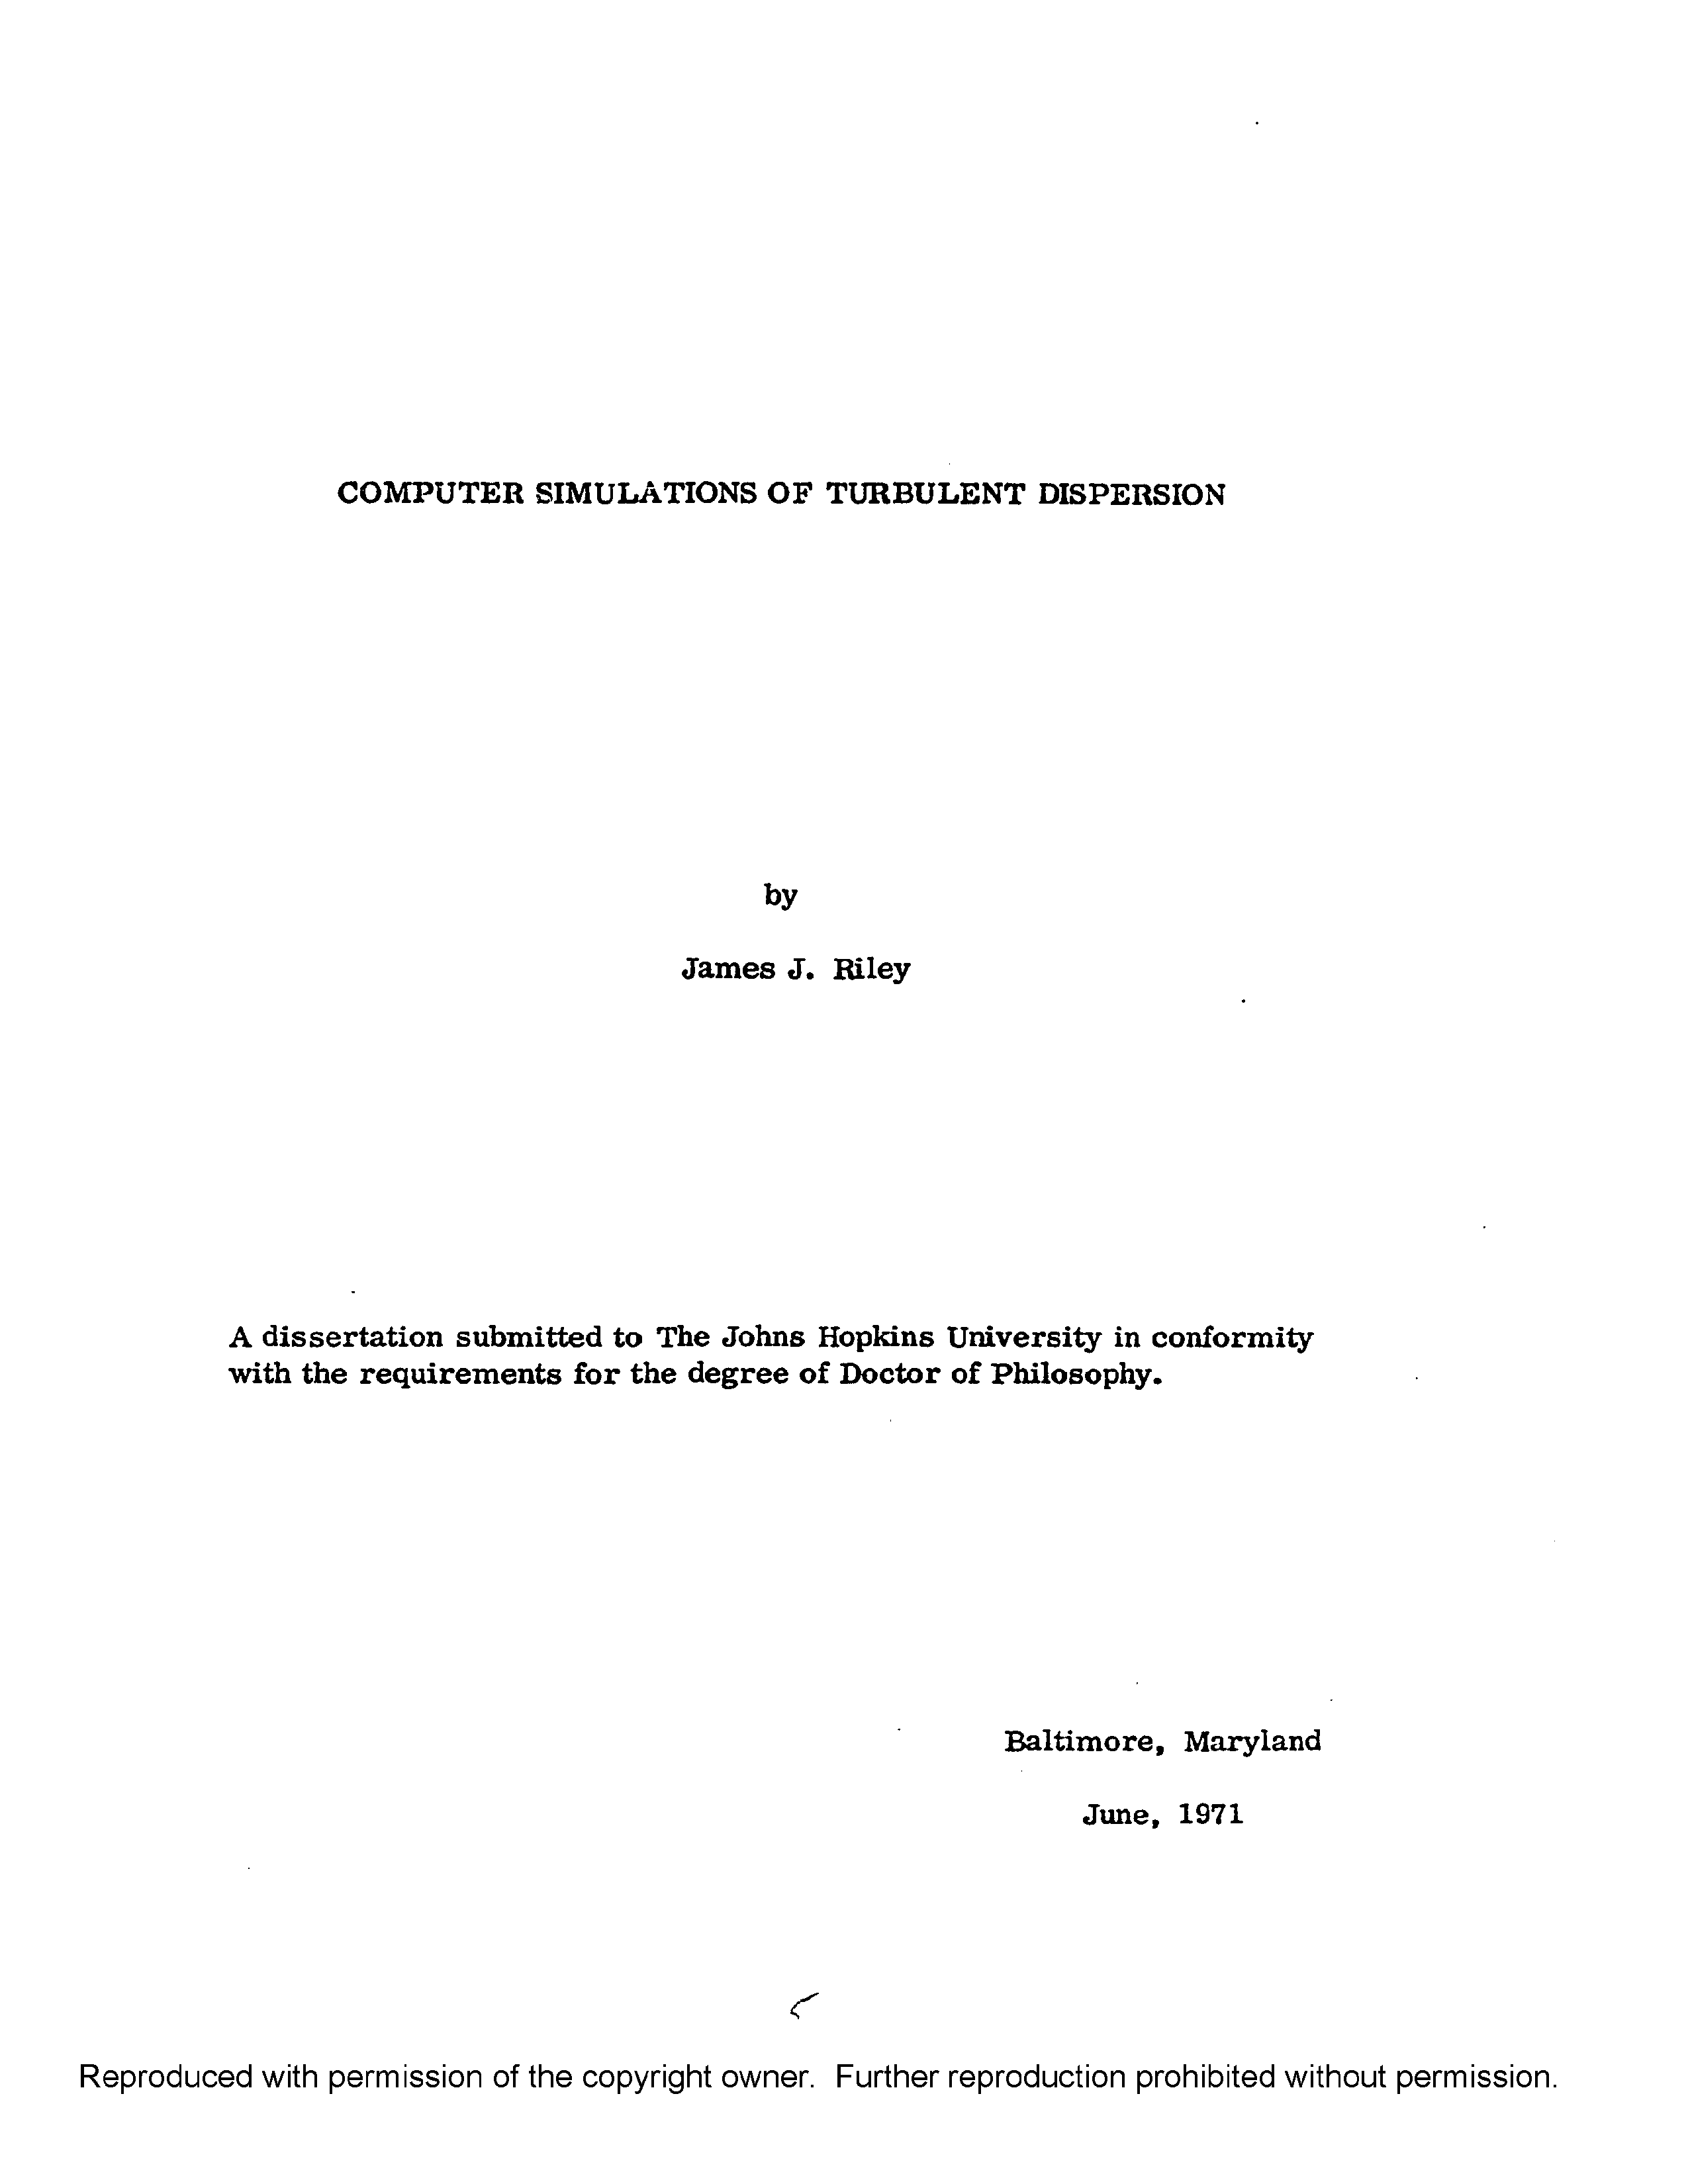 COMPUTER SIMULATIONS OF TURBULENT DISPERSION
by
James J. Riley
A dissertation submitted to The Johns Hopkins University in conformity
with the requirements for the degree of Doctor of Philosophy.
Baltimore, Maryland
June, 1971
Reproduced with permission of the copyright owner. Further reproduction prohibited without permission.